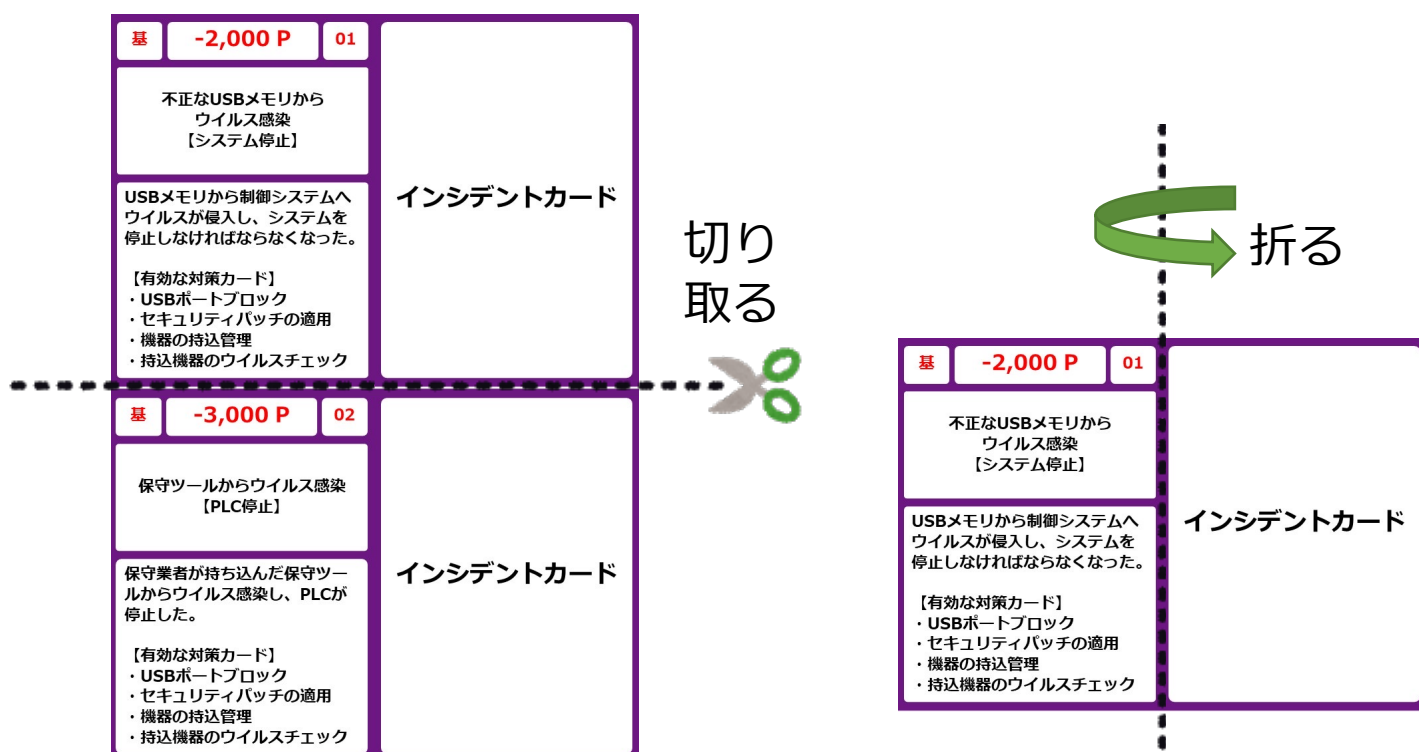 基 -2,000 P 01
不正なUSBメモリから
ウイルス感染
【システム停止】
USBメモリから制御システムへ
ウイルスが侵入し、システムを
停止しなければならなくなった。
【有効な対策カード】
・USBポートブロック
・セキュリティパッチの適用
・機器の持込管理
・持込機器のウイルスチェック
インシデントカード
基 -3,000 P 02
保守ツールからウイルス感染
【PLC停止】
保守業者が持ち込んだ保守ツー
ルからウイルス感染し、PLCが
停止した。
【有効な対策カード】
・USBポートブロック
・セキュリティパッチの適用
・機器の持込管理
・持込機器のウイルスチェック
インシデントカード
切り
取る
折る
基 -2,000 P 01
不正なUSBメモリから
ウイルス感染
【システム停止】
USBメモリから制御システムへ
ウイルスが侵入し、システムを
停止しなければならなくなった。
【有効な対策カード】
・USBポートブロック
・セキュリティパッチの適用
・機器の持込管理
・持込機器のウイルスチェック
インシデントカード